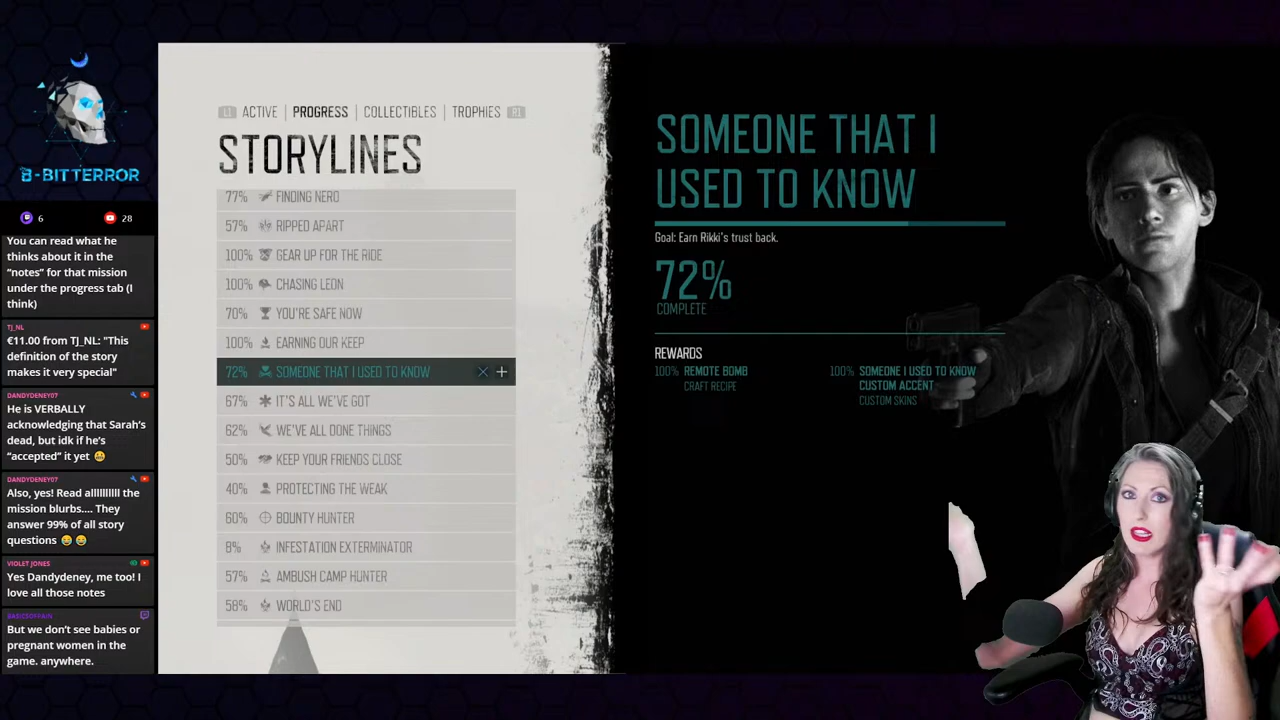 B-BITTERROR
6
28
You can read what he
thinks about it in the
“notes” for that mission
under the progress tab (I
think)
TJ_NL
€11.00 from TJ_NL: "This
definition of the story
makes it very special"
DANDYDENEY07
He is VERBALLY
acknowledging that Sarah's
dead, but idk if he's
“accepted” it yet 😅
DANDYDENEY07
Also, yes! Read allllllllll the
mission blurbs.... They
answer 99% of all story
questions 😂 😂
VIOLET JONES
Yes Dandydeney, me too! I
love all those notes
BASICSOFPAIN
But we don’t see babies or
pregnant women in the
game. anywhere.
L1 ACTIVE | PROGRESS | COLLECTIBLES | TROPHIES R1
STORYLINES
77% FINDING NERO
57% RIPPED APART
100% GEAR UP FOR THE RIDE
100% CHASING LEON
70% YOU'RE SAFE NOW
100% EARNING OUR KEEP
72% SOMEONE THAT I USED TO KNOW
67% IT'S ALL WE'VE GOT
62% WE'VE ALL DONE THINGS
50% KEEP YOUR FRIENDS CLOSE
40% PROTECTING THE WEAK
60% BOUNTY HUNTER
8% INFESTATION EXTERMINATOR
57% AMBUSH CAMP HUNTER
58% WORLD'S END
SOMEONE THAT I
USED TO KNOW
Goal: Earn Rikki's trust back.
72%
COMPLETE
REWARDS
100% REMOTE BOMB
CRAFT RECIPE
100% SOMEONE I USED TO KNOW
CUSTOM ACCENT
CUSTOM SKINS